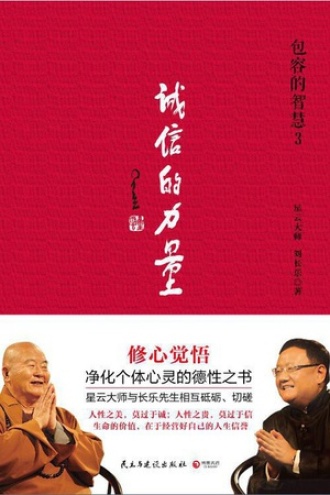 包容的智慧3
诚信的力量
星云大师 刘长乐 著
修心觉悟
净化个体心灵的德性之书
星云大师与长乐先生相互砥砺、切磋
人性之美，莫过于诚；人性之贵，莫过于信
生命的价值，在于经营好自己的人生信誉
民主与建设出版社